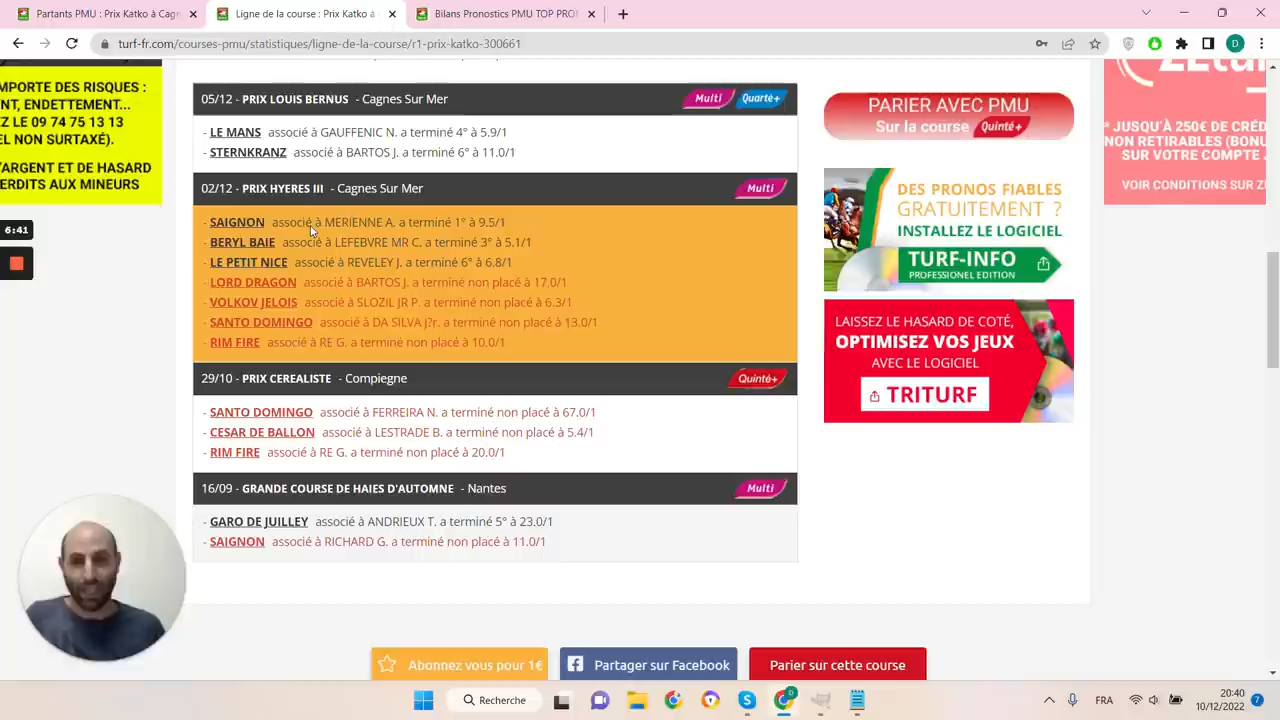 Partants PMU : Prix Katko à Cag
Ligne de la course : Prix Katko à
Bilans Pronostics PMU TOP PRO
turf-fr.com/courses-pmu/statistiques/ligne-de-la-course/r1-prix-katko-300661
D
MPORTE DES RISQUES :
NT, ENDETTEMENT...
EZ LE 09 74 75 13 13
EL NON SURTAXÉ).
'ARGENT ET DE HASARD
ERDITS AUX MINEURS
6:41
05/12 - PRIX LOUIS BERNUS - Cagnes Sur Mer
Multi
Quarté+
- LE MANS associé à GAUFFENIC N. a terminé 4° à 5.9/1
- STERNKRANZ associé à BARTOS J. a terminé 6° à 11.0/1
02/12 - PRIX HYERES III - Cagnes Sur Mer
Multi
- SAIGNON associé à MERIENNE A. a terminé 1° à 9.5/1
- BERYL BAIE associé à LEFEBVRE MR C. a terminé 3° à 5.1/1
- LE PETIT NICE associé à REVELEY J. a terminé 6° à 6.8/1
- LORD DRAGON associé à BARTOS J. a terminé non placé à 17.0/1
- VOLKOV JELOIS associé à SLOZIL JR P. a terminé non placé à 6.3/1
- SANTO DOMINGO associé à DA SILVA J?r. a terminé non placé à 13.0/1
- RIM FIRE associé à RE G. a terminé non placé à 10.0/1
29/10 - PRIX CEREALISTE - Compiegne
Quinté+
- SANTO DOMINGO associé à FERREIRA N. a terminé non placé à 67.0/1
- CESAR DE BALLON associé à LESTRADE B. a terminé non placé à 5.4/1
- RIM FIRE associé à RE G. a terminé non placé à 20.0/1
16/09 - GRANDE COURSE DE HAIES D'AUTOMNE - Nantes
Multi
- GARO DE JUILLEY associé à ANDRIEUX T. a terminé 5° à 23.0/1
- SAIGNON associé à RICHARD G. a terminé non placé à 11.0/1
PARIER AVEC PMU
Sur la course Quinté+
DES PRONOS FIABLES
GRATUITEMENT ?
INSTALLEZ LE LOGICIEL
TURF-INFO
PROFESSIONEL EDITION
LAISSEZ LE HASARD DE COTÉ,
OPTIMISEZ VOS JEUX
AVEC LE LOGICIEL
TRITURF
* JUSQU'À 250€ DE CRÉD
NON RETIRABLES (BONU
SUR VOTRE COMPTE
VOIR CONDITIONS SUR ZE
Abonnez vous pour 1€
Partager sur Facebook
Parier sur cette course
Recherche
FRA
20:40
10/12/2022
7